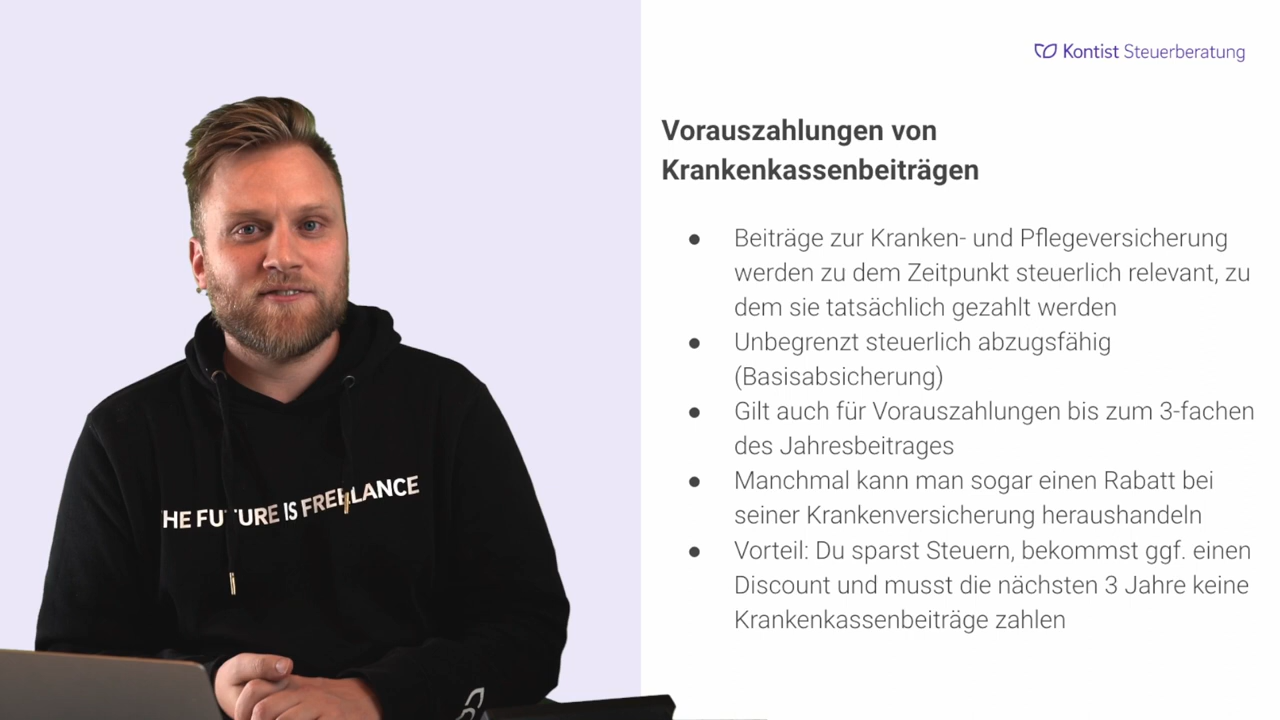 Kontist Steuerberatung
Vorauszahlungen von
Krankenkassenbeiträgen
● Beiträge zur Kranken- und Pflegeversicherung
werden zu dem Zeitpunkt steuerlich relevant, zu
dem sie tatsächlich gezahlt werden
● Unbegrenzt steuerlich abzugsfähig
(Basisabsicherung)
● Gilt auch für Vorauszahlungen bis zum 3-fachen
des Jahresbeitrages
● Manchmal kann man sogar einen Rabatt bei
seiner Krankenversicherung heraushandeln
● Vorteil: Du sparst Steuern, bekommst ggf. einen
Discount und musst die nächsten 3 Jahre keine
Krankenkassenbeiträge zahlen
THE FUTURE IS FREELANCE